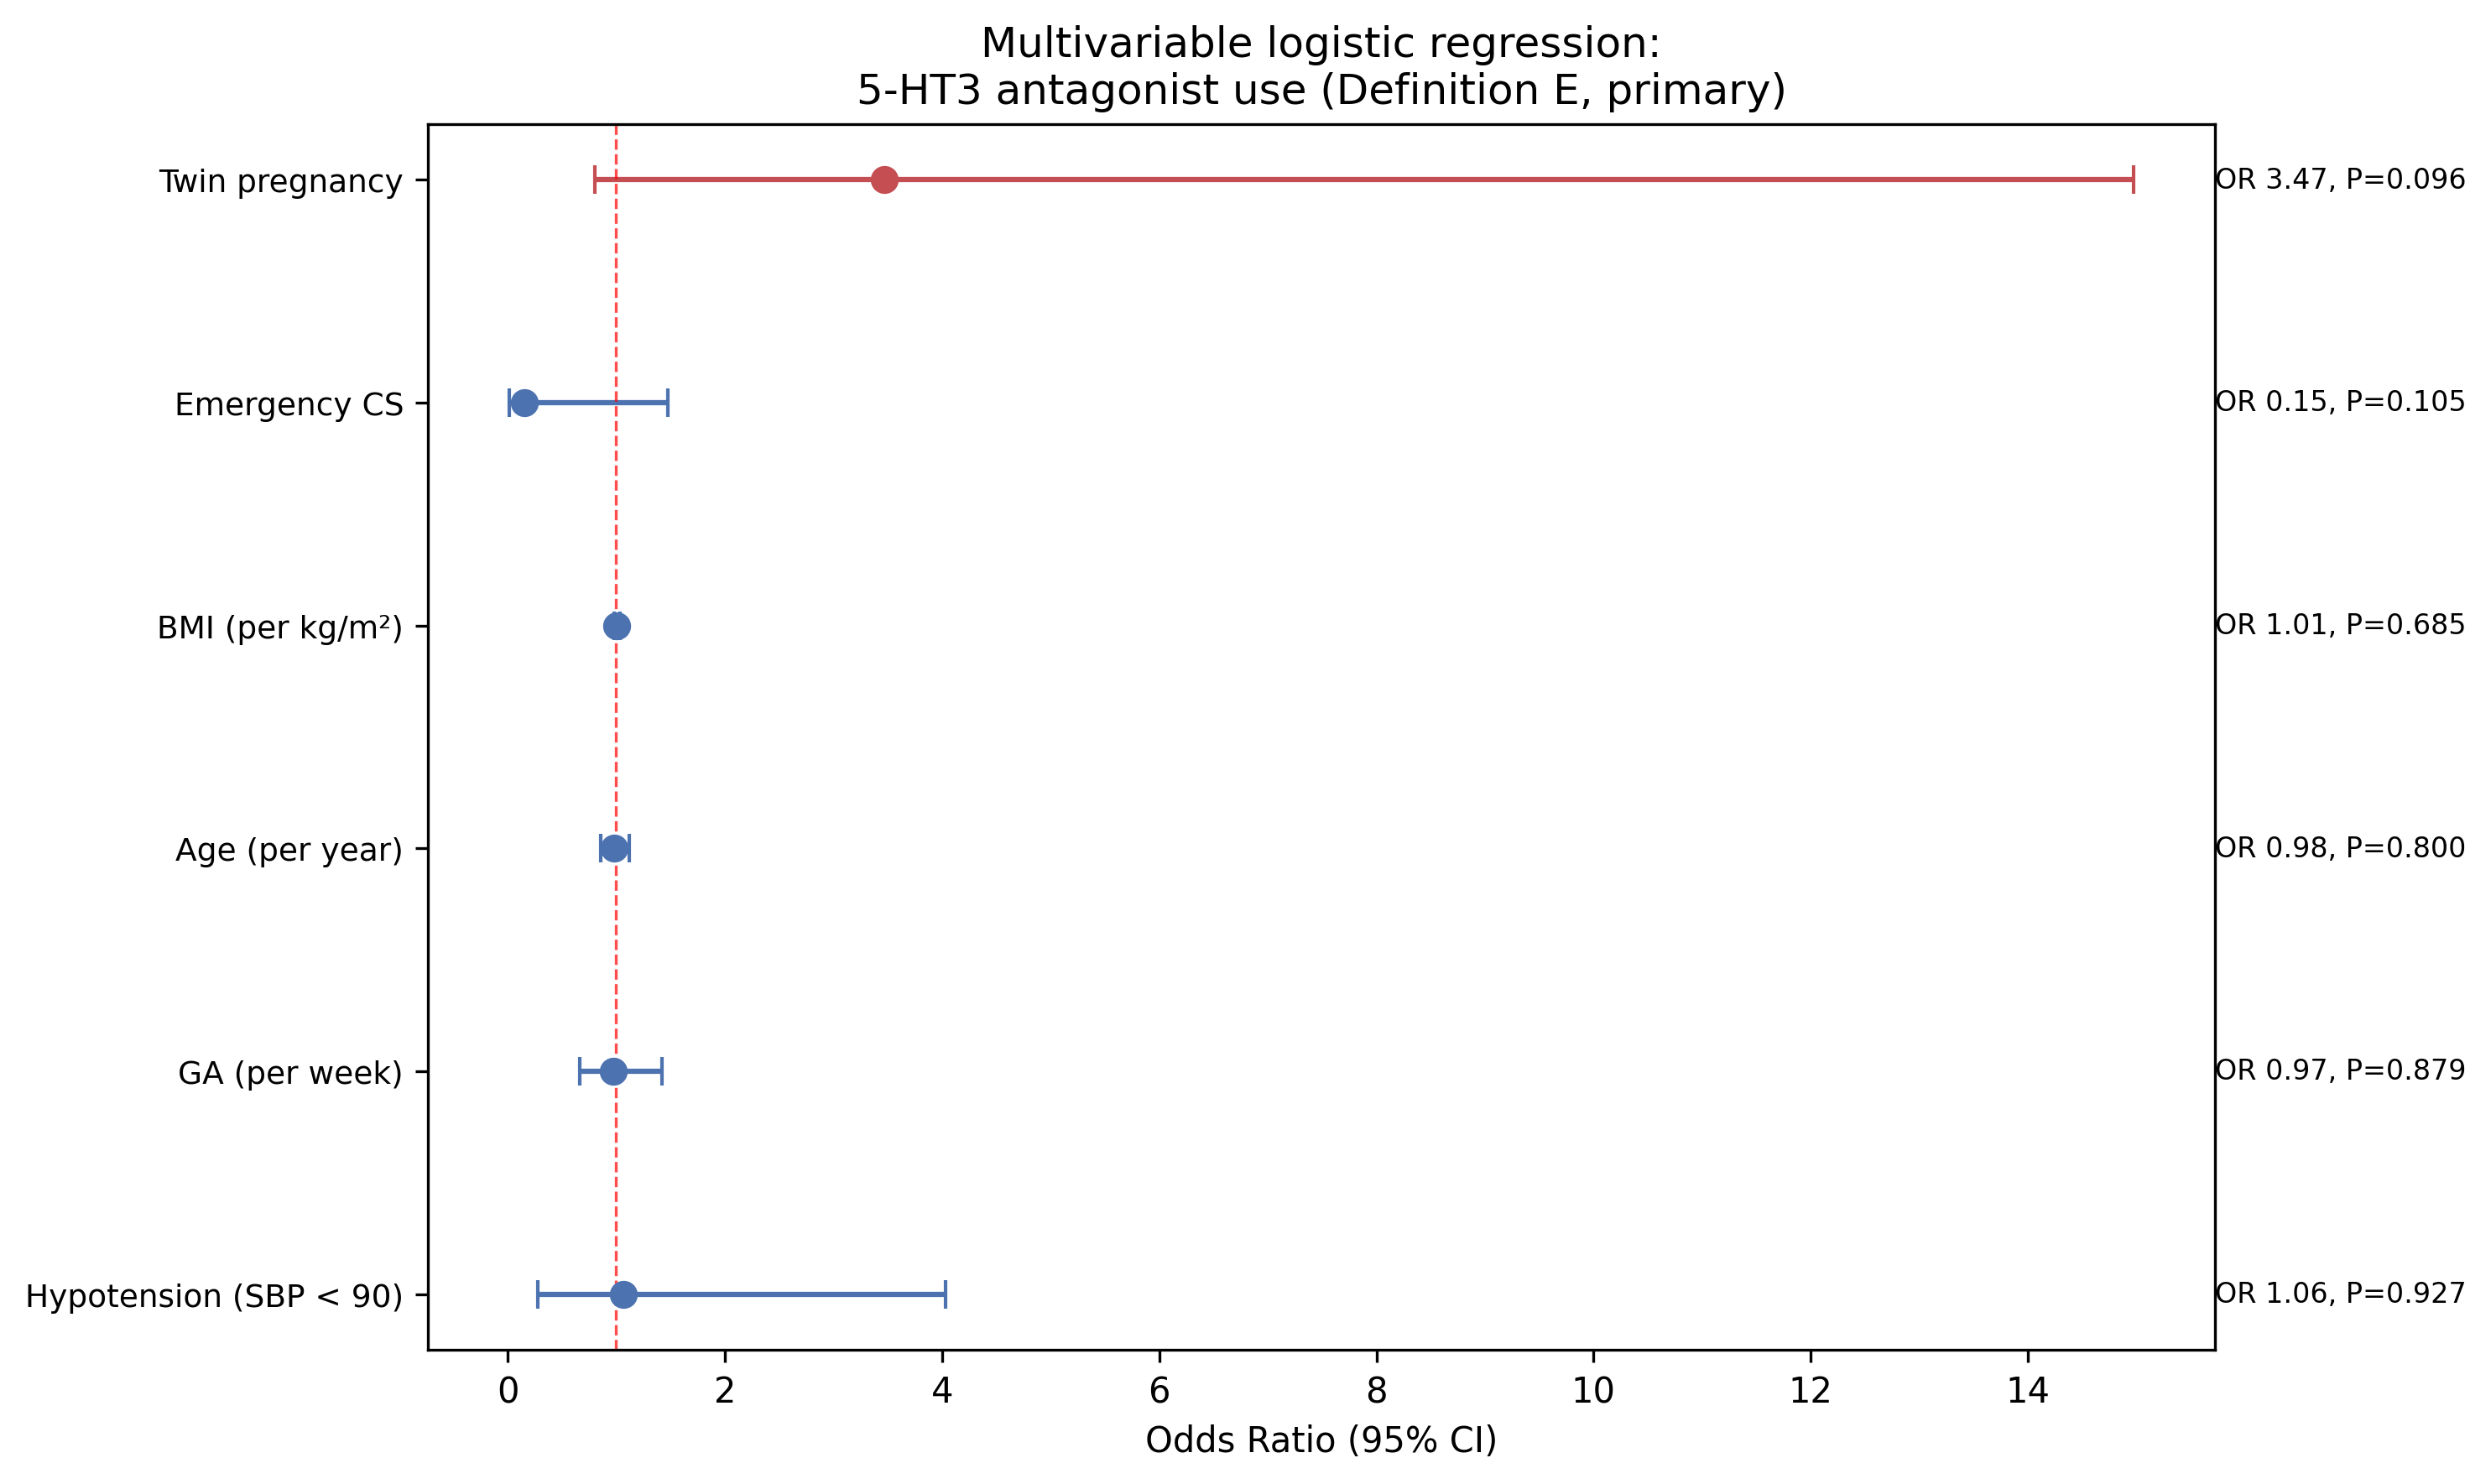 Multivariable logistic regression:
5-HT3 antagonist use (Definition E, primary)
Twin pregnancy
OR 3.47, P=0.096
Emergency CS
OR 0.15, P=0.105
BMI (per kg/m²)
OR 1.01, P=0.685
Age (per year)
OR 0.98, P=0.800
GA (per week)
OR 0.97, P=0.879
Hypotension (SBP < 90)
OR 1.06, P=0.927
0 2 4 6 8 10 12 14
Odds Ratio (95% CI)